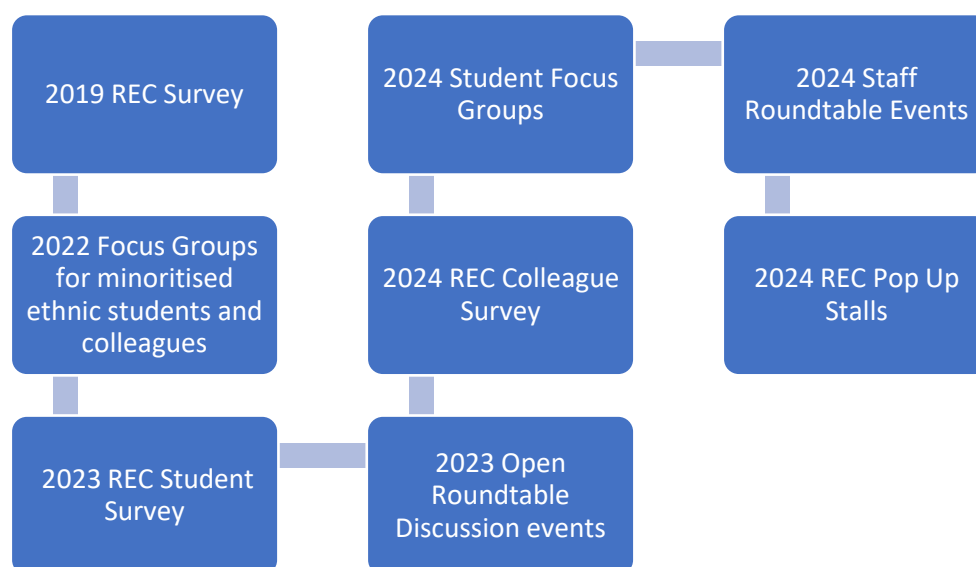 2019 REC Survey
2022 Focus Groups
for minoritised
ethnic students and
colleagues
2023 REC Student
Survey
2023 Open
Roundtable
Discussion events
2024 REC Colleague
Survey
2024 Student Focus
Groups
2024 Staff
Roundtable Events
2024 REC Pop Up
Stalls